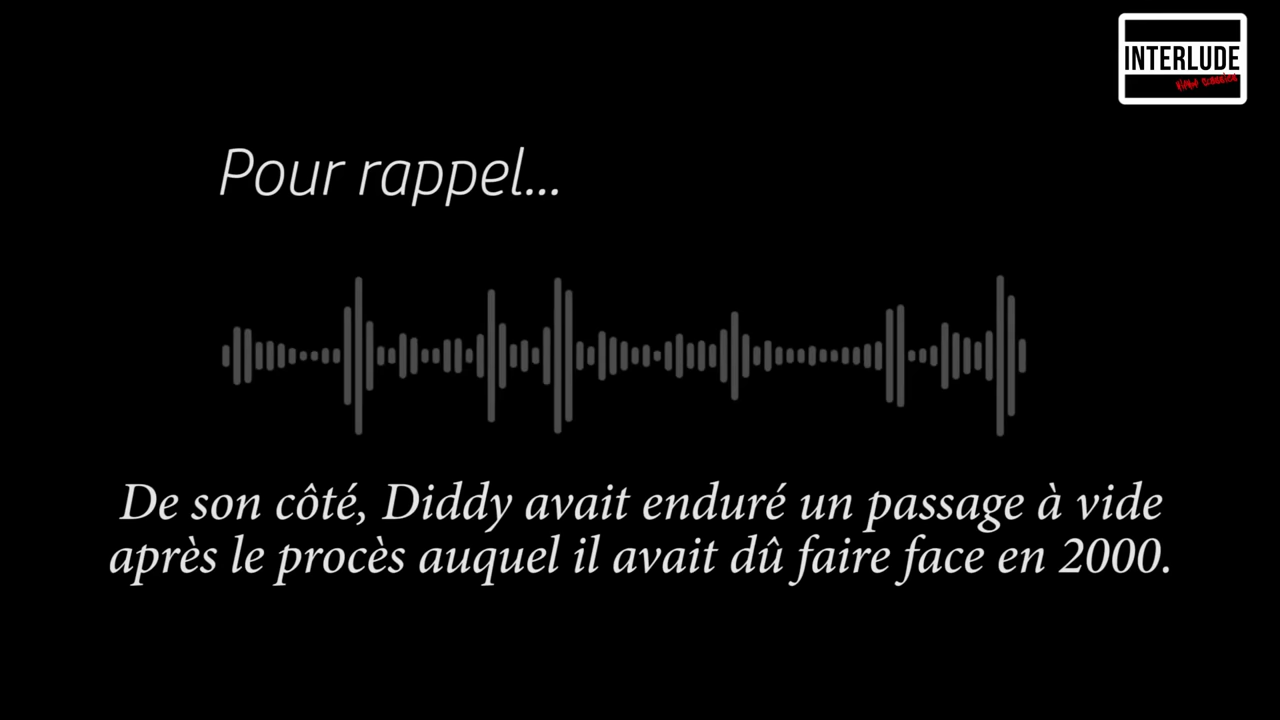 INTERLUDE
Pour rappel...
De son côté, Diddy avait enduré un passage à vide
après le procès auquel il avait dû faire face en 2000.